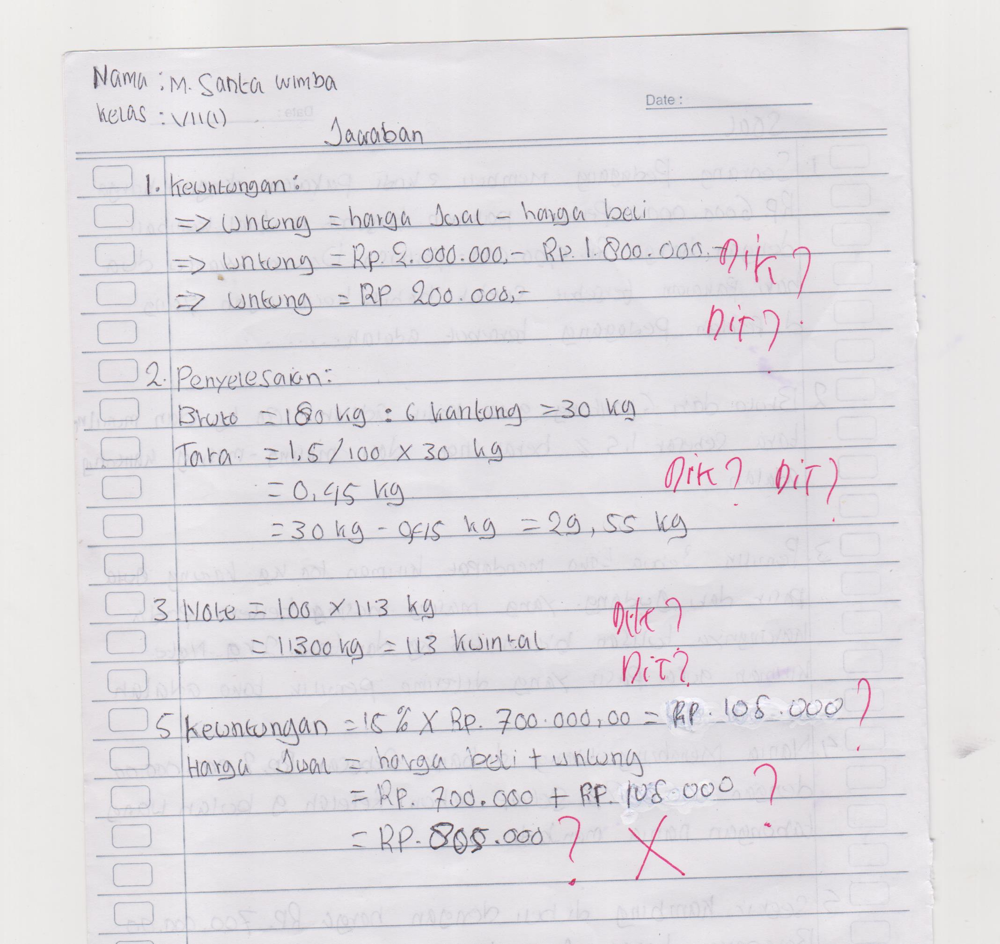 Nama : M. Santa wimba
Date :
Kelas : VII(1)
Jawaban
1. Keuntungan :
=> Untung = harga Jual - harga beli
=> Untung = Rp. 2.000.000,- Rp. 1.800.000,- Dik ?
=> Untung = RP 200.000,-
Dit ?
2. Penyelesaian :
Bruto = 180 kg : 6 kantong = 30 kg
Tara = 1,5/100 x 30 kg
= 0,45 kg Dik ? Dit ?
= 30 kg - 0,45 kg = 29,55 kg
3. Note = 100 x 113 kg Dik ?
= 11300 kg = 113 Kwintal
Dit ?
5 Keuntungan = 15 % X Rp. 700.000,00 = RP. 105.000 ?
Harga Jual = harga beli + untung
= Rp. 700.000 + RP. 105.000 ?
= RP. 805.000 ? X